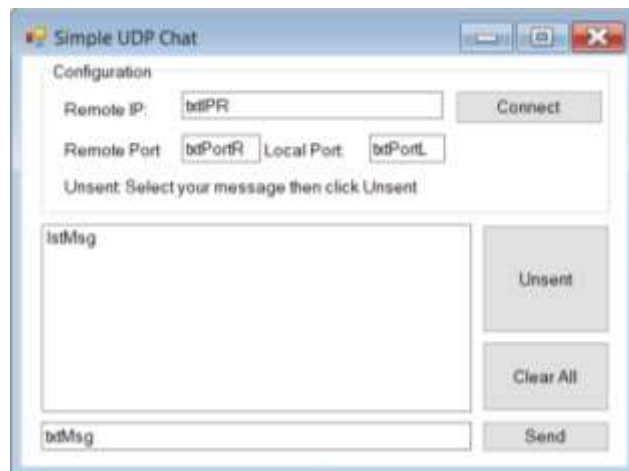 Simple UDP Chat
Configuration
Remote IP: txtIPR Connect
Remote Port txtPortR Local Port: txtPortL
Unsent: Select your message then click Unsent
lstMsg
Unsent
Clear All
txtMsg Send